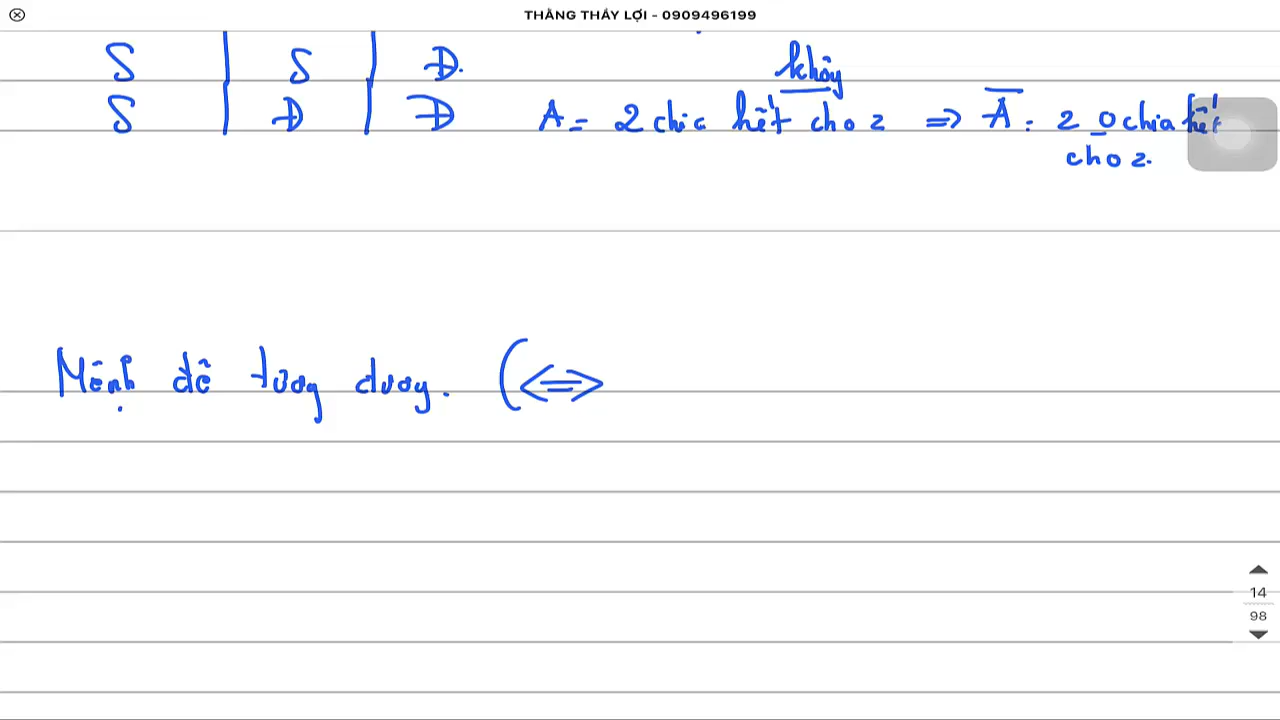 THẦNG THẦY LỢI - 0909496199
S | S | Đ.
không
S | Đ | Đ A = 2 chia hết cho 2 => A̅ : 2 0 chia hết
cho 2.
Mệnh đề tương đương. (<=>
14
98